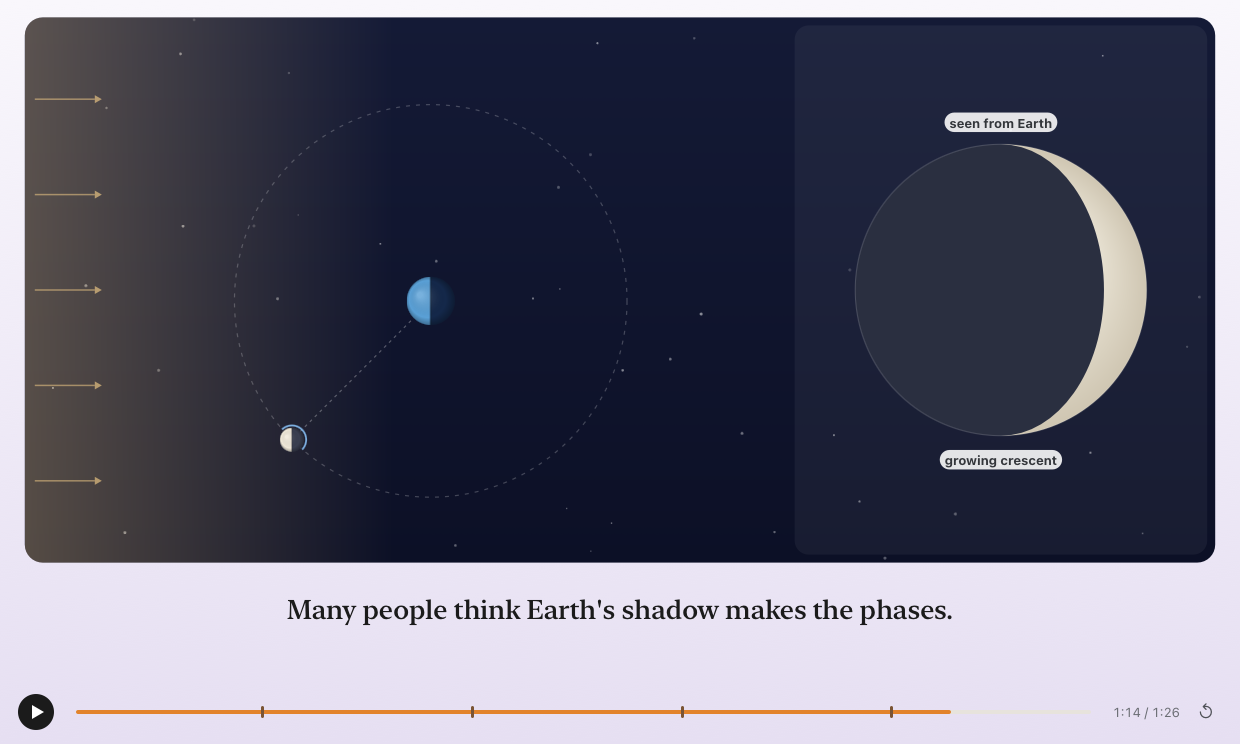 seen from Earth
growing crescent
Many people think Earth's shadow makes the phases.
1:14 / 1:26